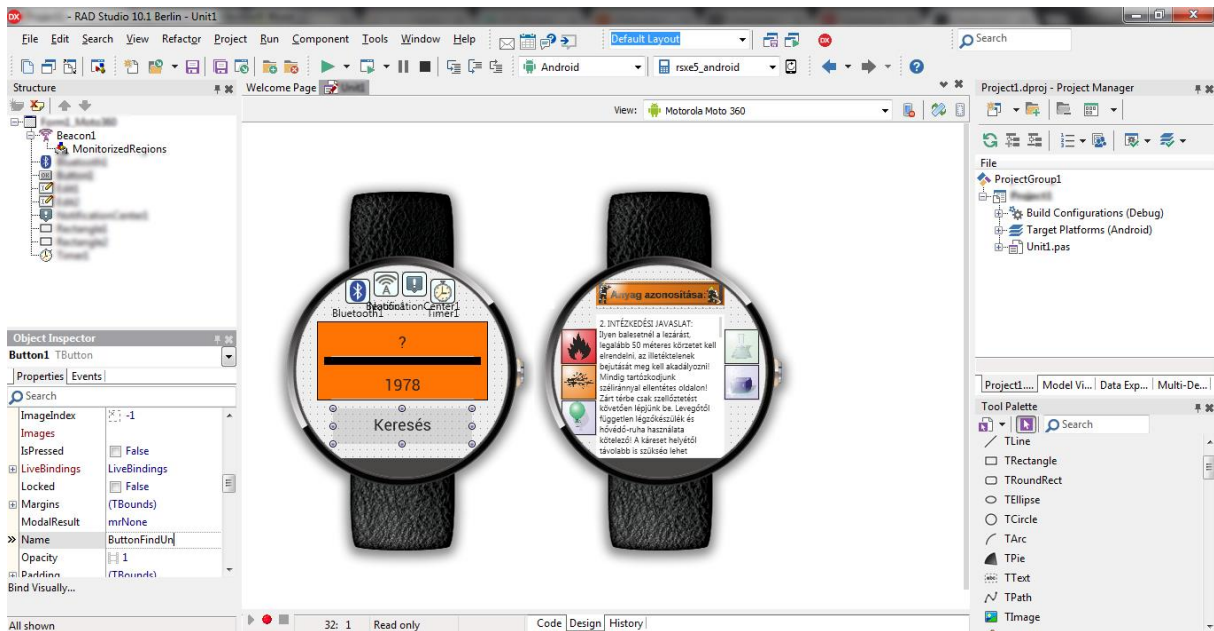 - RAD Studio 10.1 Berlin - Unit1
File Edit Search View Refactor Project Run Component Tools Window Help
Default Layout
Search
Android
rsxe5_android
Structure
Beacon1
MonitorizedRegions
Welcome Page
View: Motorola Moto 360
Bluetooth1
Timer1
?
1978
Keresés
Anyag azonosítása:
2. INTÉZKEDÉSI JAVASLAT:
Ilyen balesetnél a lezárást,
legalább 50 méteres körzetet kell
elrendelni, az illetéktelenek
bejutását meg kell akadályozni!
Mindig tartózkodjunk
széliránnyal ellentétes oldalon!
Zárt térbe csak szellőztetést
követően lépjünk be. Levegőtől
független légzőkészülék és
hővédő-ruha használata
kötelező! A káreset helyétől
távolabb is szükség lehet
Project1.dproj - Project Manager
File
ProjectGroup1
Build Configurations (Debug)
Target Platforms (Android)
Unit1.pas
Project1.... Model Vi... Data Exp... Multi-De...
Object Inspector
Button1 TButton
Properties Events
Search
ImageIndex -1
Images
IsPressed False
LiveBindings LiveBindings
Locked False
Margins (TBounds)
ModalResult mrNone
Name ButtonFindUn
Opacity 1
Padding (TBounds)
Bind Visually...
All shown
32: 1 Read only
Code Design History
Tool Palette
Search
TLine
TRectangle
TRoundRect
TEllipse
TCircle
TArc
TPie
TText
TPath
TImage